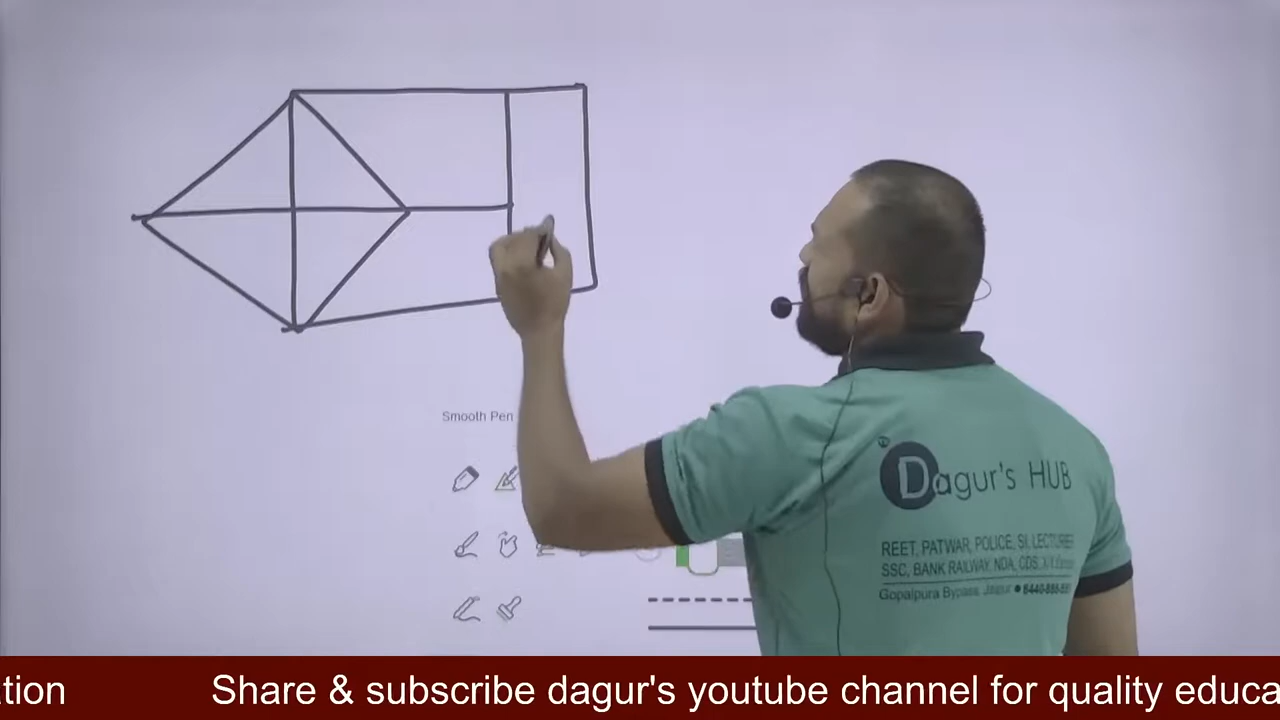 Smooth Pen
Dagur's HUB
REET, PATWAR, POLICE, SI, LECTURER
SSC, BANK RAILWAY, NDA, CDS,
Gopalpura Bypass, Jaipur
tion Share & subscribe dagur's youtube channel for quality educa